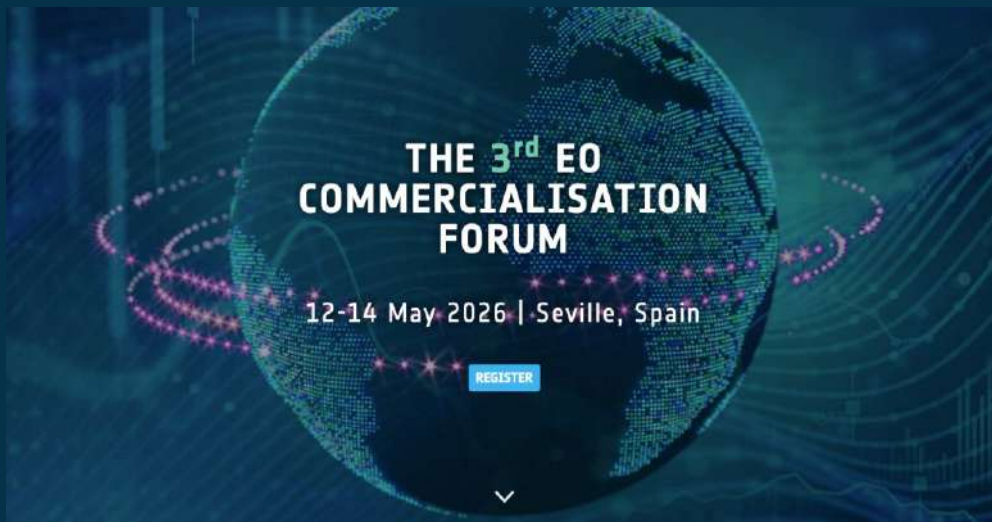 THE 3rd EO
COMMERCIALISATION
FORUM
12-14 May 2026 | Seville, Spain
REGISTER